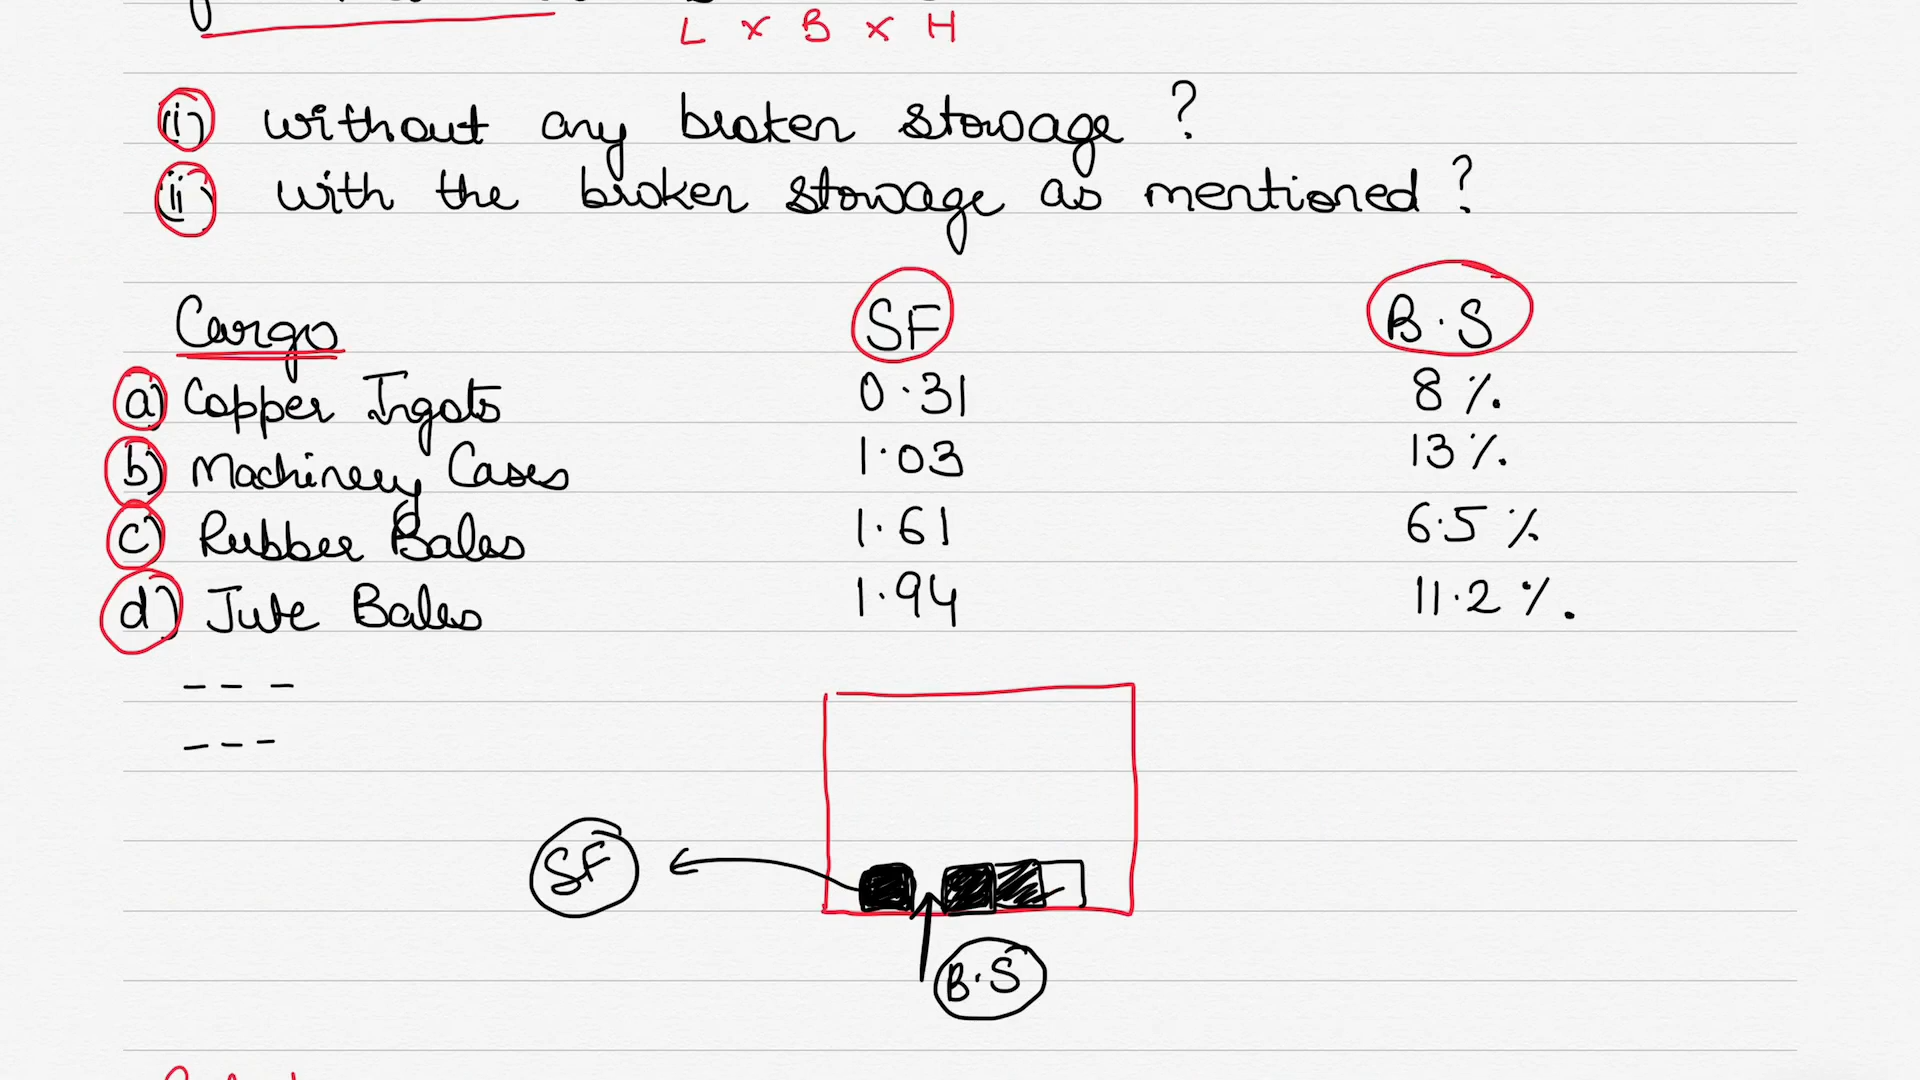 L x B x H
(i) without any broken stowage ?
(ii) with the broken stowage as mentioned ?
Cargo SF B.S
a) Copper Ingots 0.31 8 %.
b) Machinery Cases 1.03 13 %.
c) Rubber Bales 1.61 6.5 %
d) Jute Bales 1.94 11.2 %.
--- 
---
SF
B.S